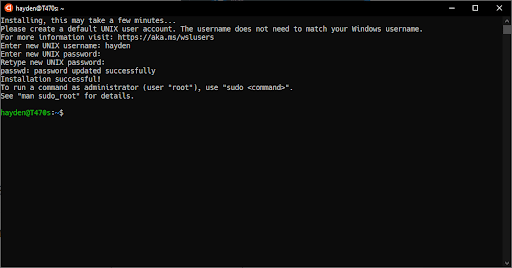 hayden@T470s: ~
Installing, this may take a few minutes...
Please create a default UNIX user account. The username does not need to match your Windows username.
For more information visit: https://aka.ms/wslusers
Enter new UNIX username: hayden
Enter new UNIX password:
Retype new UNIX password:
passwd: password updated successfully
Installation successful!
To run a command as administrator (user "root"), use "sudo <command>".
See "man sudo_root" for details.
hayden@T470s:~$